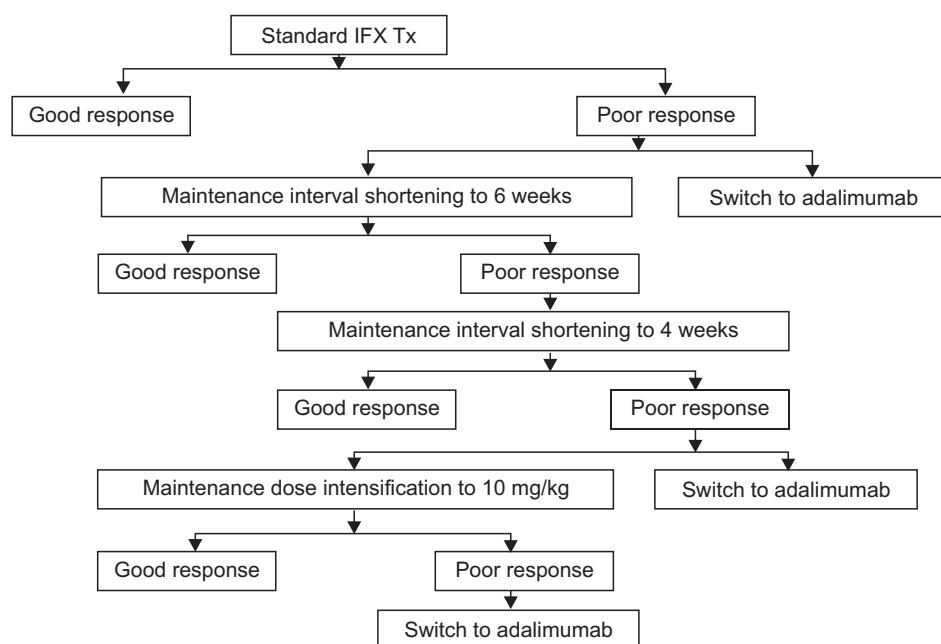 Standard IFX Tx
Good response
Poor response
Maintenance interval shortening to 6 weeks
Switch to adalimumab
Good response
Poor response
Maintenance interval shortening to 4 weeks
Good response
Poor response
Maintenance dose intensification to 10 mg/kg
Switch to adalimumab
Good response
Poor response
Switch to adalimumab